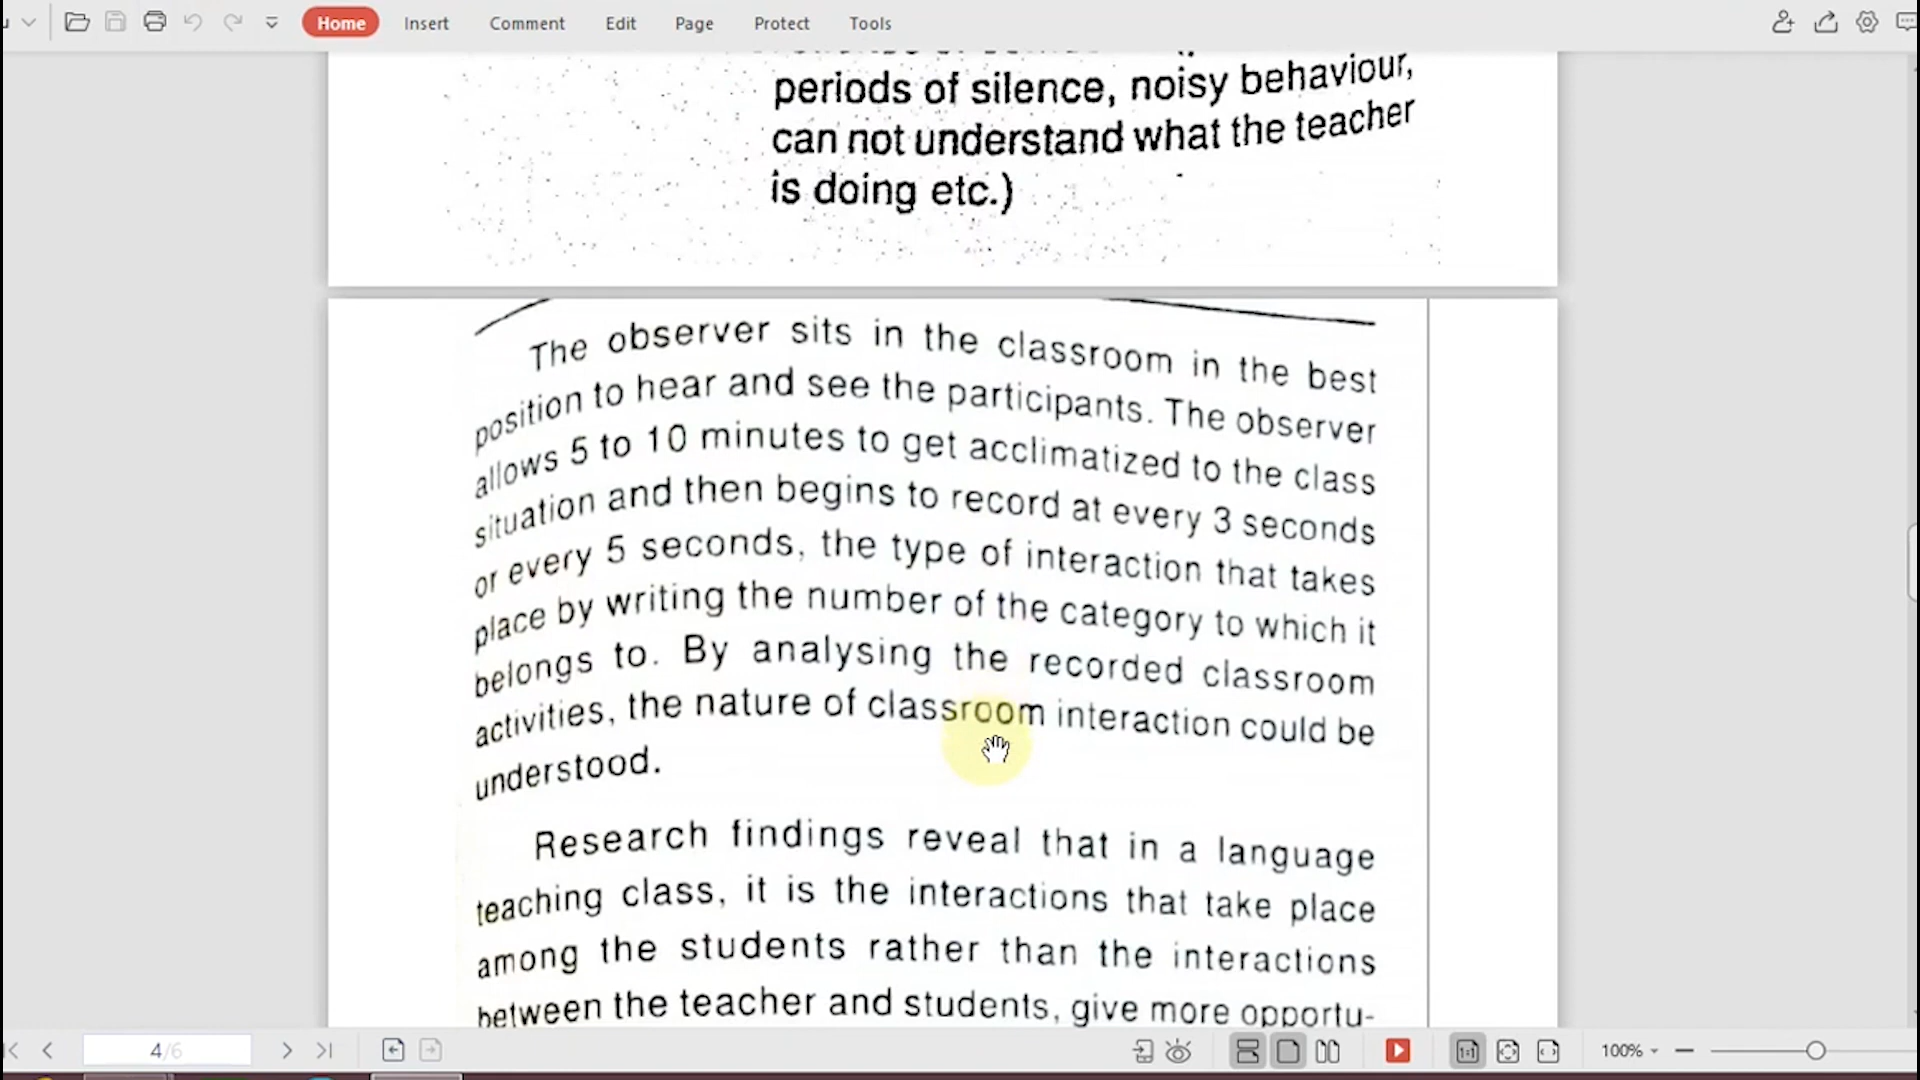 Home Insert Comment Edit Page Protect Tools
periods of silence, noisy behaviour,
can not understand what the teacher
is doing etc.)
The observer sits in the classroom in the best
position to hear and see the participants. The observer
allows 5 to 10 minutes to get acclimatized to the class
situation and then begins to record at every 3 seconds
or every 5 seconds, the type of interaction that takes
place by writing the number of the category to which it
belongs to. By analysing the recorded classroom
activities, the nature of classroom interaction could be
understood.
Research findings reveal that in a language
teaching class, it is the interactions that take place
among the students rather than the interactions
between the teacher and students, give more opportu-
4/6 100%